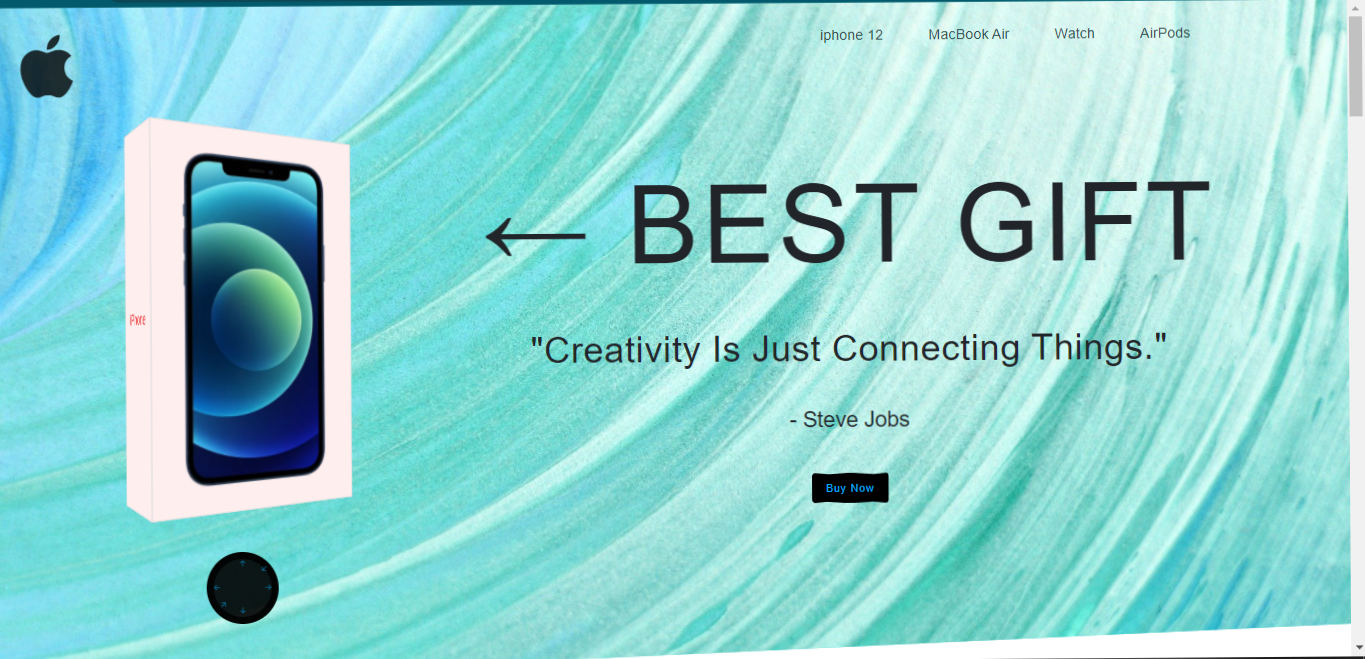 iphone 12
MacBook Air
Watch
AirPods
← BEST GIFT
"Creativity Is Just Connecting Things."
- Steve Jobs
Buy Now
iPhone